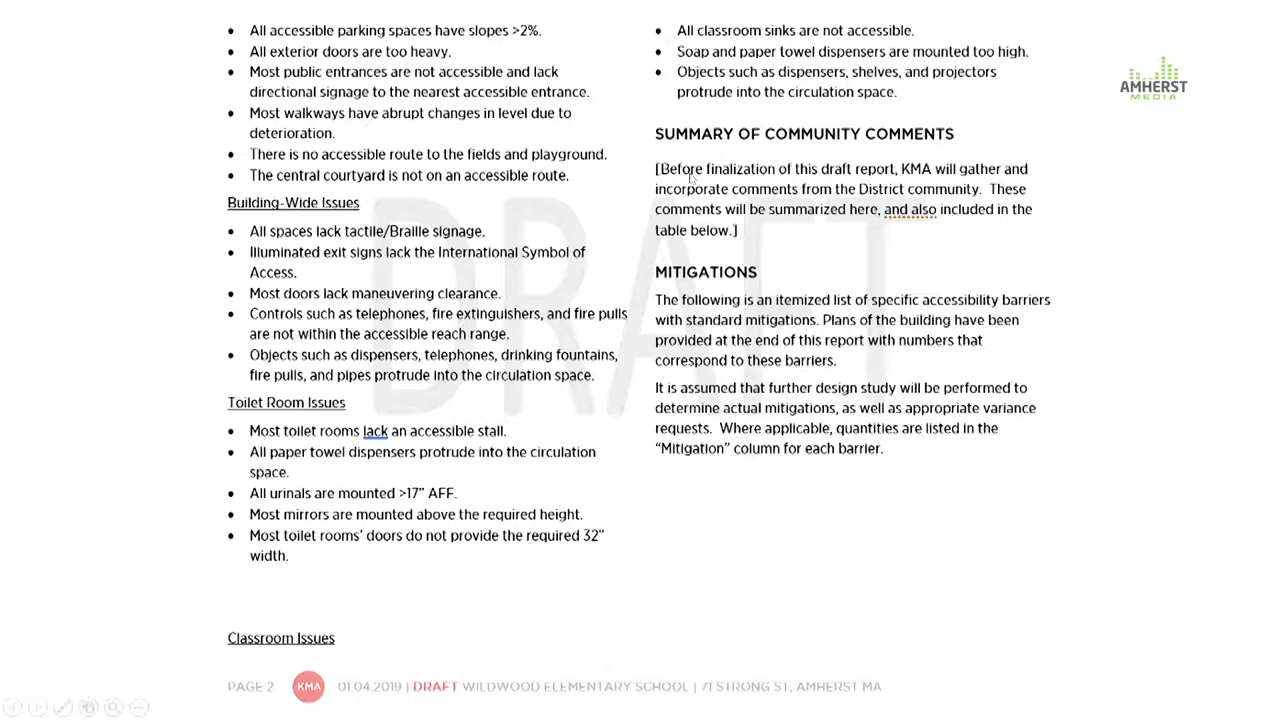 All accessible parking spaces have slopes >2%.
All exterior doors are too heavy.
Most public entrances are not accessible and lack
directional signage to the nearest accessible entrance.
Most walkways have abrupt changes in level due to
deterioration.
There is no accessible route to the fields and playground.
The central courtyard is not on an accessible route.
Building-Wide Issues
All spaces lack tactile/Braille signage.
Illuminated exit signs lack the International Symbol of
Access.
Most doors lack maneuvering clearance.
Controls such as telephones, fire extinguishers, and fire pulls
are not within the accessible reach range.
Objects such as dispensers, telephones, drinking fountains,
fire pulls, and pipes protrude into the circulation space.
Toilet Room Issues
Most toilet rooms lack an accessible stall.
All paper towel dispensers protrude into the circulation
space.
All urinals are mounted >17" AFF.
Most mirrors are mounted above the required height.
Most toilet rooms' doors do not provide the required 32"
width.
Classroom Issues
All classroom sinks are not accessible.
Soap and paper towel dispensers are mounted too high.
Objects such as dispensers, shelves, and projectors
protrude into the circulation space.
SUMMARY OF COMMUNITY COMMENTS
[Before finalization of this draft report, KMA will gather and
incorporate comments from the District community. These
comments will be summarized here, and also included in the
table below.]
MITIGATIONS
The following is an itemized list of specific accessibility barriers
with standard mitigations. Plans of the building have been
provided at the end of this report with numbers that
correspond to these barriers.
It is assumed that further design study will be performed to
determine actual mitigations, as well as appropriate variance
requests. Where applicable, quantities are listed in the
"Mitigation" column for each barrier.
DRAFT
AMHERST
MEDIA
PAGE 2 KMA 01.04.2019 | DRAFT WILDWOOD ELEMENTARY SCHOOL | 71 STRONG ST, AMHERST MA